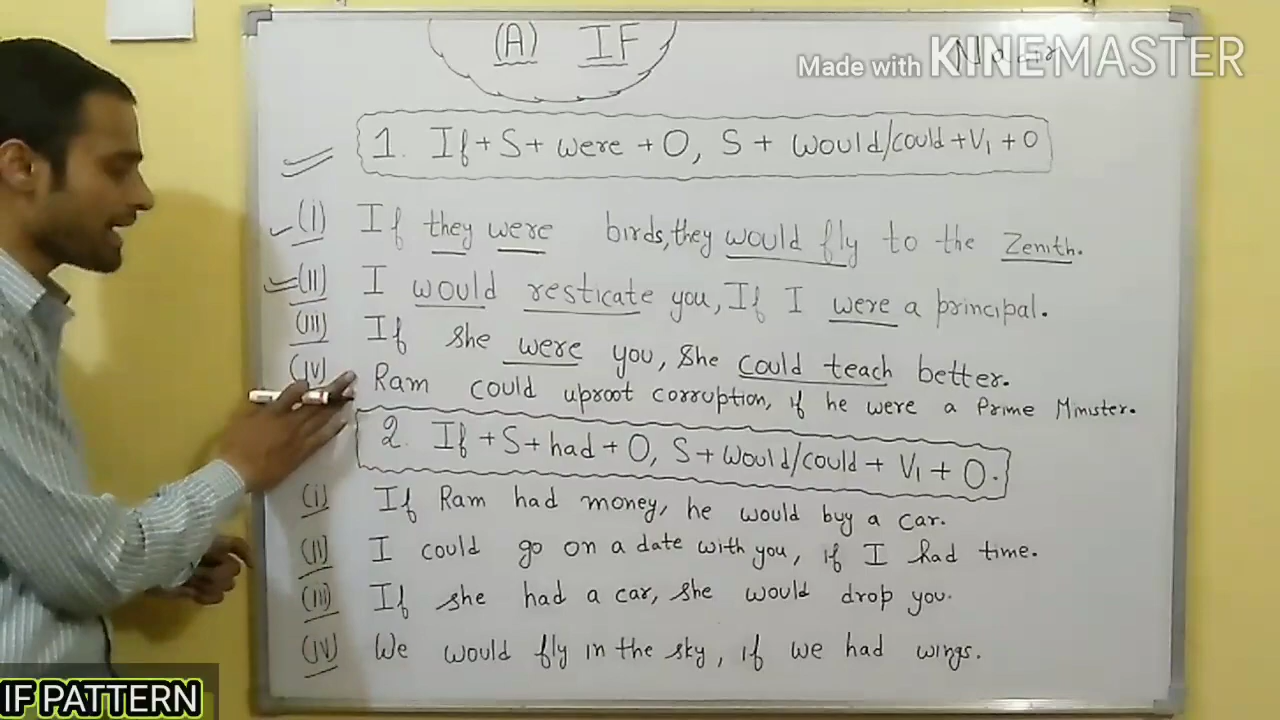 (A) IF
Made with KINEMASTER
1. If + S + were + O, S + would/could + V₁ + O
(I) If they were birds, they would fly to the Zenith.
(II) I would resticate you, If I were a principal.
(III) If she were you, She could teach better.
(IV) Ram could uproot corruption, if he were a Prime Minister.
2. If + S + had + O, S + would/could + V₁ + O.
(i) If Ram had money, he would buy a car.
(II) I could go on a date with you, if I had time.
(III) If she had a car, She would drop you.
(IV) We would fly in the sky, if we had wings.
IF PATTERN